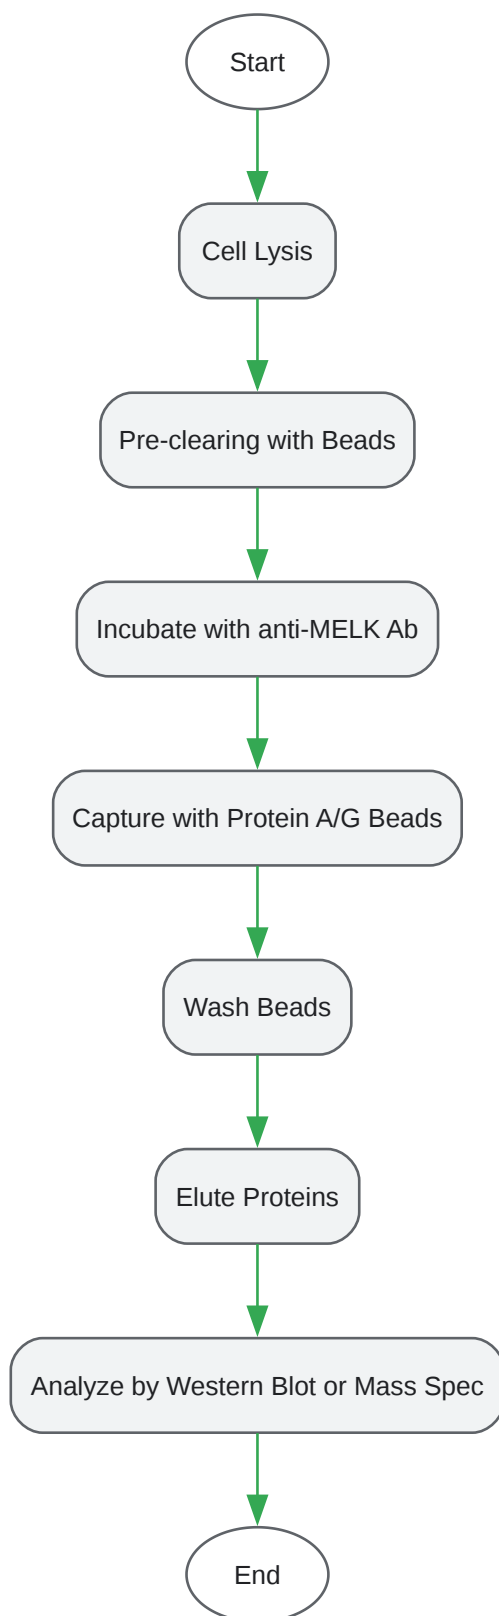 Start
Cell Lysis
Pre-clearing with Beads
Incubate with anti-MELK Ab
Capture with Protein A/G Beads
Wash Beads
Elute Proteins
Analyze by Western Blot or Mass Spec
End